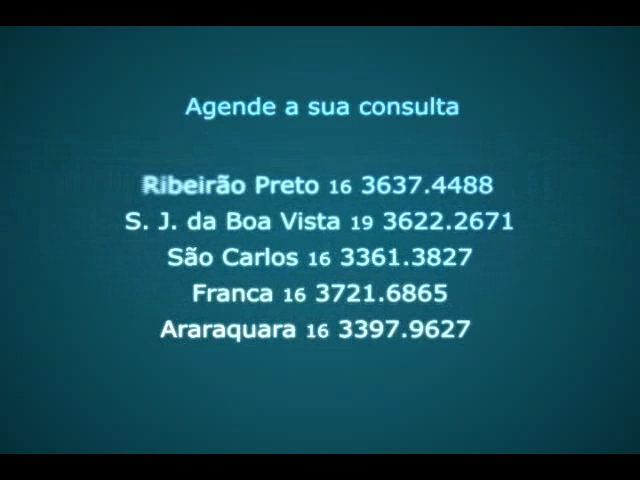 Agende a sua consulta
Ribeirão Preto 16 3637.4488
S. J. da Boa Vista 19 3622.2671
São Carlos 16 3361.3827
Franca 16 3721.6865
Araraquara 16 3397.9627